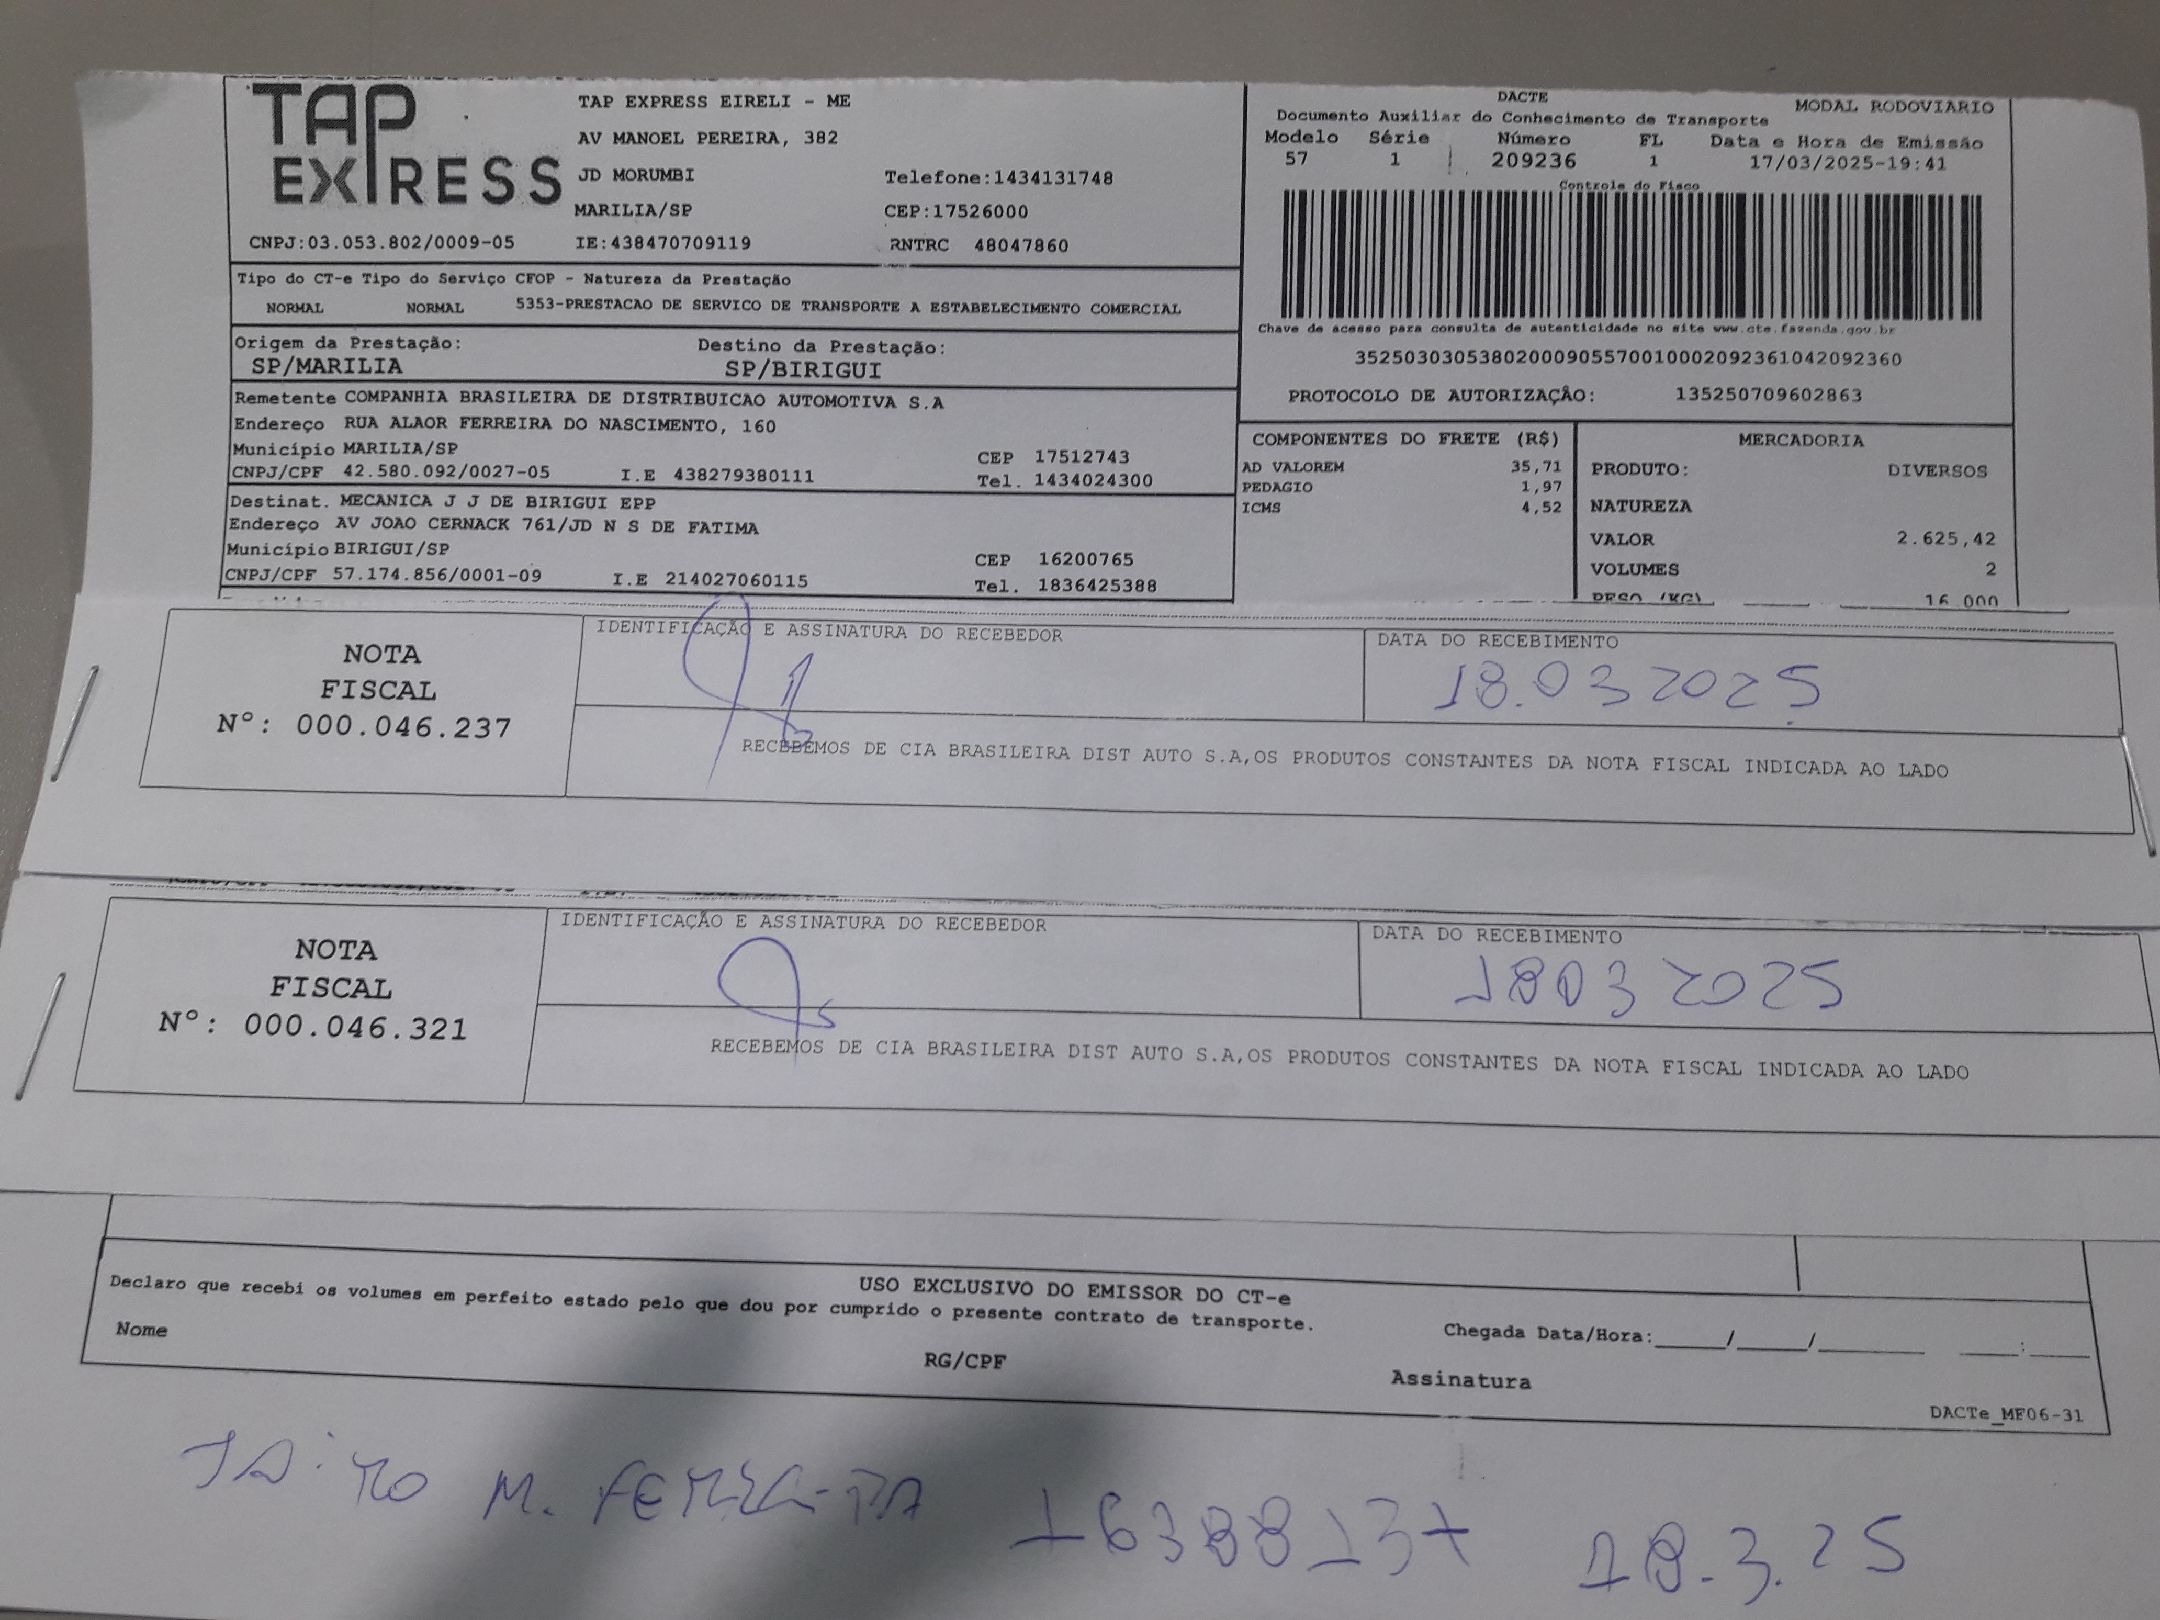 TAP EXPRESS
TAP EXPRESS EIRELI - ME
AV MANOEL PEREIRA, 382
JD MORUMBI Telefone:1434131748
MARILIA/SP CEP:17526000
CNPJ:03.053.802/0009-05 IE:438470709119 RNTRC 48047860
DACTE MODAL RODOVIARIO
Documento Auxiliar do Conhecimento de Transporte
Modelo Série Número FL Data e Hora de Emissão
57 1 209236 1 17/03/2025-19:41
Controle do Fisco
Chave de acesso para consulta de autenticidade no site www.cte.fazenda.gov.br
35250303053802000905570010002092361042092360
PROTOCOLO DE AUTORIZAÇÃO: 135250709602863
Tipo do CT-e Tipo do Serviço CFOP - Natureza da Prestação
NORMAL NORMAL 5353-PRESTACAO DE SERVICO DE TRANSPORTE A ESTABELECIMENTO COMERCIAL
Origem da Prestação: Destino da Prestação:
SP/MARILIA SP/BIRIGUI
Remetente COMPANHIA BRASILEIRA DE DISTRIBUICAO AUTOMOTIVA S.A
Endereço RUA ALAOR FERREIRA DO NASCIMENTO, 160
Município MARILIA/SP CEP 17512743
CNPJ/CPF 42.580.092/0027-05 I.E 438279380111 Tel. 1434024300
Destinat. MECANICA J J DE BIRIGUI EPP
Endereço AV JOAO CERNACK 761/JD N S DE FATIMA
Município BIRIGUI/SP CEP 16200765
CNPJ/CPF 57.174.856/0001-09 I.E 214027060115 Tel. 1836425388
COMPONENTES DO FRETE (R$)
AD VALOREM 35,71
PEDAGIO 1,97
ICMS 4,52
MERCADORIA
PRODUTO: DIVERSOS
NATUREZA
VALOR 2.625,42
VOLUMES 2
PESO (KG) 16,000
NOTA
FISCAL
Nº: 000.046.237
IDENTIFICAÇÃO E ASSINATURA DO RECEBEDOR
DATA DO RECEBIMENTO
18.03 2025
RECEBEMOS DE CIA BRASILEIRA DIST AUTO S.A,OS PRODUTOS CONSTANTES DA NOTA FISCAL INDICADA AO LADO
NOTA
FISCAL
Nº: 000.046.321
IDENTIFICAÇÃO E ASSINATURA DO RECEBEDOR
DATA DO RECEBIMENTO
1803 2025
RECEBEMOS DE CIA BRASILEIRA DIST AUTO S.A,OS PRODUTOS CONSTANTES DA NOTA FISCAL INDICADA AO LADO
USO EXCLUSIVO DO EMISSOR DO CT-e
Declaro que recebi os volumes em perfeito estado pelo que dou por cumprido o presente contrato de transporte.
Nome RG/CPF Assinatura Chegada Data/Hora:____/____/______ ____:____
DACTe_MF06-31
JAiRO M. FERREIRA 16388137 18.3.25